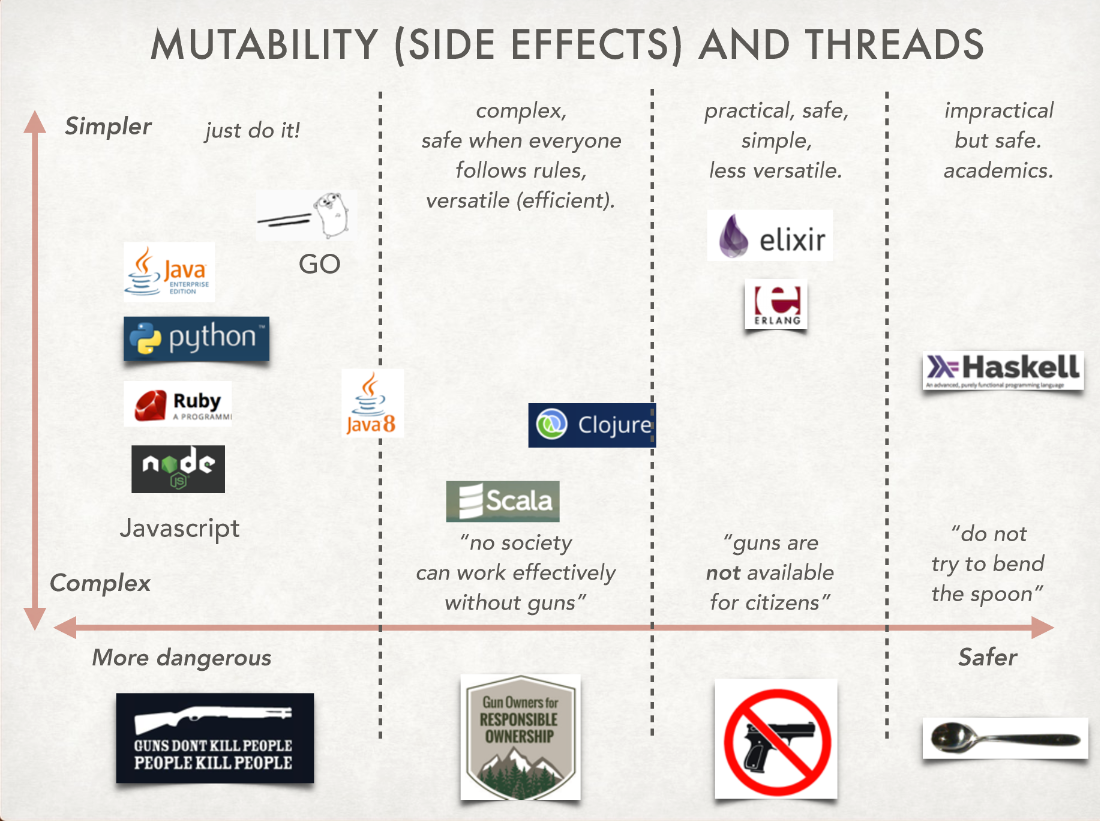 MUTABILITY (SIDE EFFECTS) AND THREADS
Simpler
just do it!
complex,
safe when everyone
follows rules,
versatile (efficient).
practical, safe,
simple,
less versatile.
impractical
but safe.
academics.
GO
Java
ENTERPRISE
EDITION
python™
Ruby
A PROGRAMM
node
JS
Javascript
Java 8
Clojure
Scala
elixir
e
ERLANG
Haskell
An advanced, purely functional programming language
"no society
can work effectively
without guns"
"guns are
not available
for citizens"
"do not
try to bend
the spoon"
Complex
More dangerous
Safer
GUNS DONT KILL PEOPLE
PEOPLE KILL PEOPLE
Gun Owners for
RESPONSIBLE
OWNERSHIP